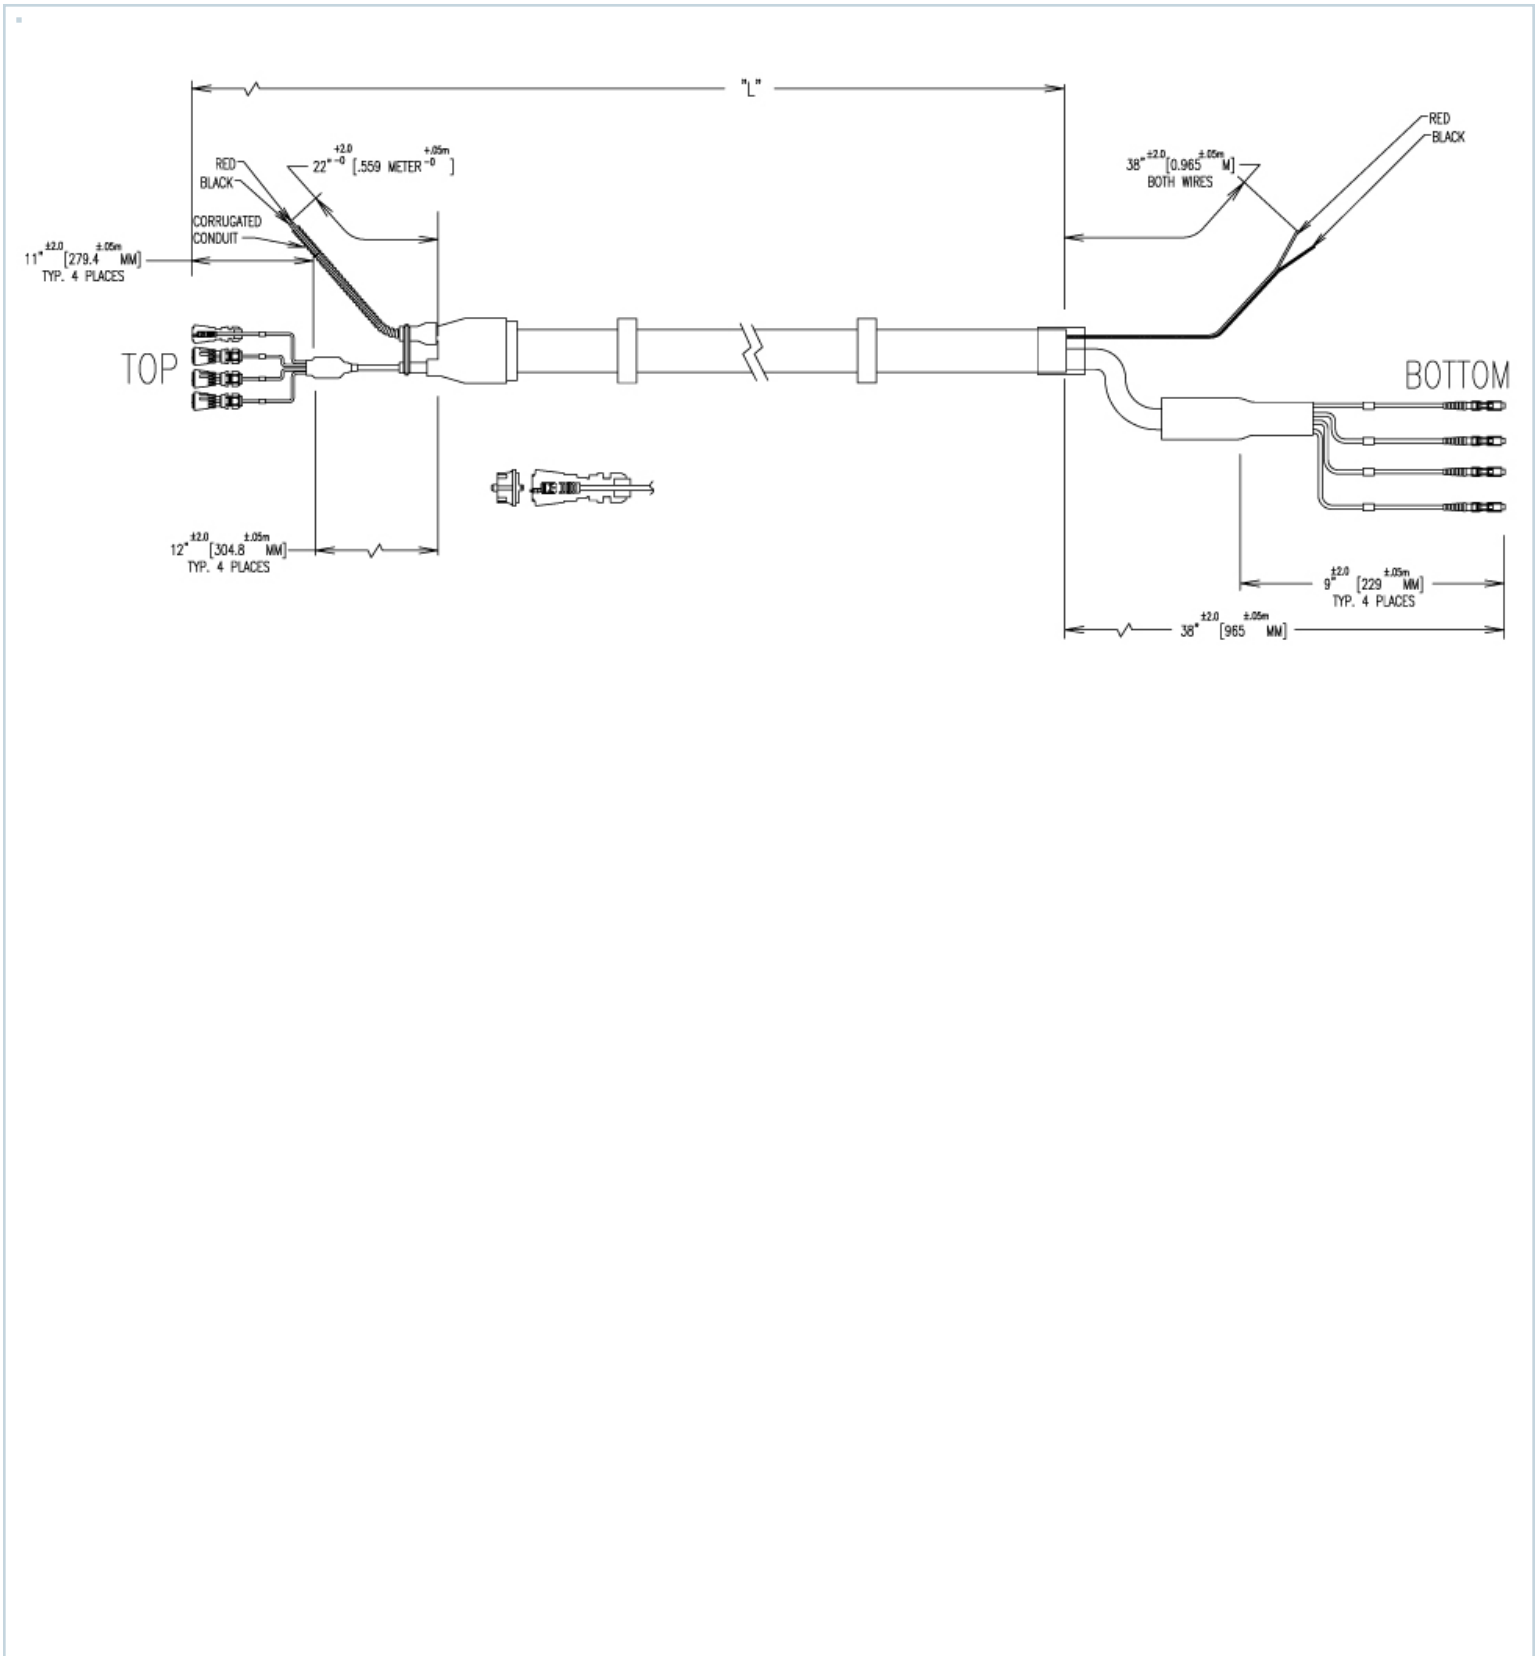 "L"
+2.0 +.05m
22" -0 [.559 METER -0 ]
RED
BLACK
CORRUGATED
CONDUIT
±2.0 ±.05m
11" [279.4 MM]
TYP. 4 PLACES
RED
BLACK
±2.0 ±.05m
38" [0.965 M]
BOTH WIRES
TOP
BOTTOM
±2.0 ±.05m
12" [304.8 MM]
TYP. 4 PLACES
±2.0 ±.05m
9" [229 MM]
TYP. 4 PLACES
±2.0 ±.05m
38" [965 MM]